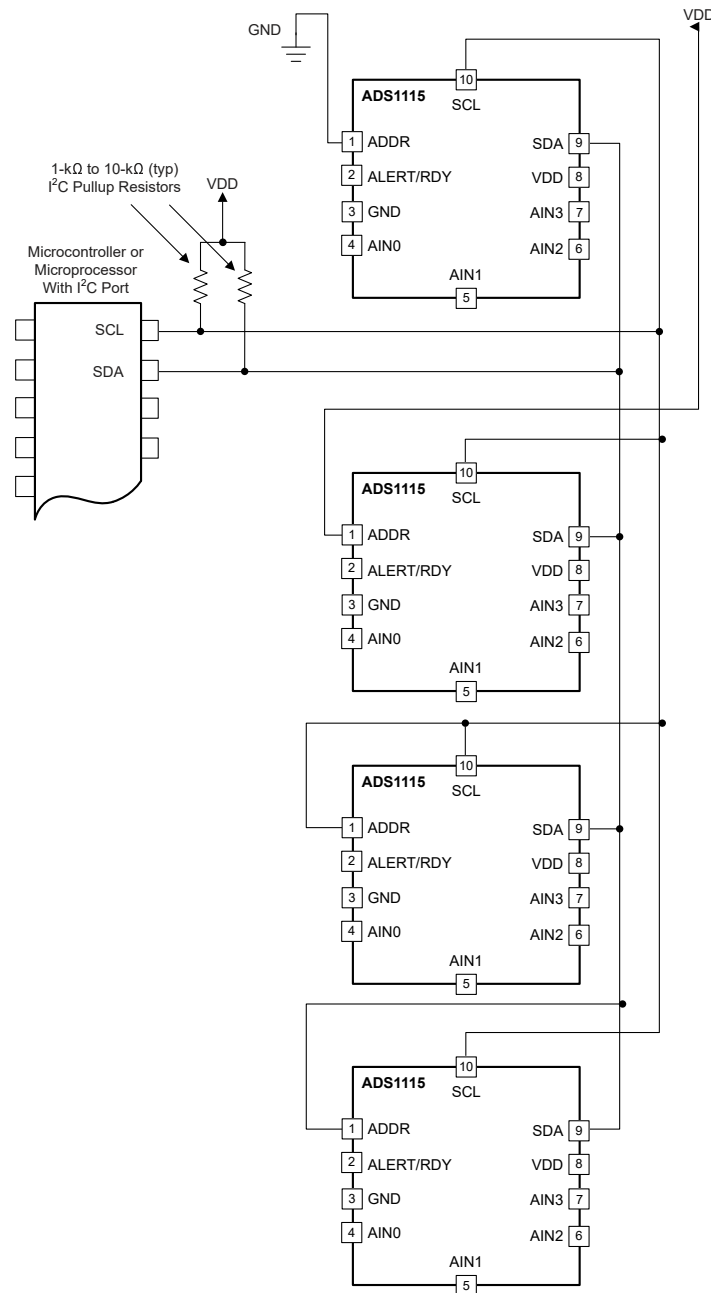 GND
VDD
10
ADS1115
SCL
1 ADDR
SDA 9
2 ALERT/RDY
VDD 8
3 GND
AIN3 7
4 AIN0
AIN2 6
AIN1
5
1-kΩ to 10-kΩ (typ)
I²C Pullup Resistors
VDD
Microcontroller or
Microprocessor
With I²C Port
SCL
SDA
10
ADS1115
SCL
1 ADDR
SDA 9
2 ALERT/RDY
VDD 8
3 GND
AIN3 7
4 AIN0
AIN2 6
AIN1
5
10
ADS1115
SCL
1 ADDR
SDA 9
2 ALERT/RDY
VDD 8
3 GND
AIN3 7
4 AIN0
AIN2 6
AIN1
5
10
ADS1115
SCL
1 ADDR
SDA 9
2 ALERT/RDY
VDD 8
3 GND
AIN3 7
4 AIN0
AIN2 6
AIN1
5